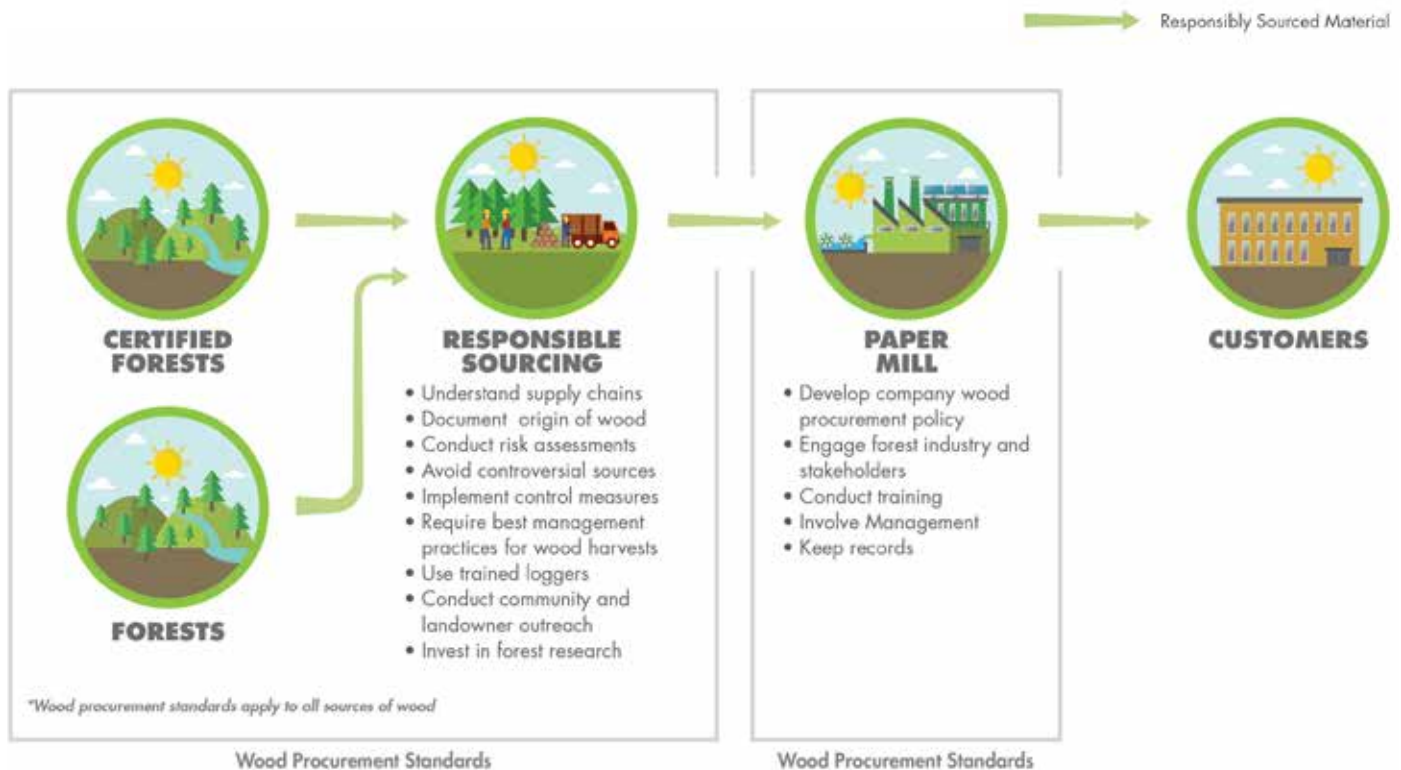 Responsibly Sourced Material
CERTIFIED
FORESTS
FORESTS
*Wood procurement standards apply to all sources of wood
RESPONSIBLE
SOURCING
• Understand supply chains
• Document origin of wood
• Conduct risk assessments
• Avoid controversial sources
• Implement control measures
• Require best management
practices for wood harvests
• Use trained loggers
• Conduct community and
landowner outreach
• Invest in forest research
Wood Procurement Standards
PAPER
MILL
• Develop company wood
procurement policy
• Engage forest industry and
stakeholders
• Conduct training
• Involve Management
• Keep records
Wood Procurement Standards
CUSTOMERS